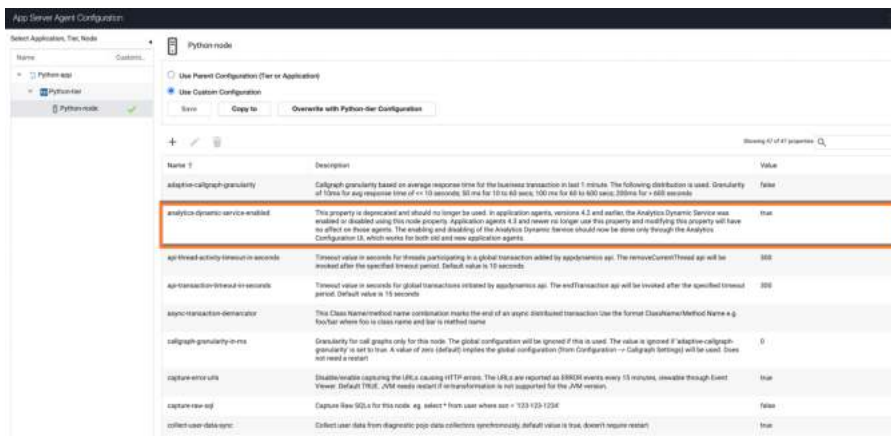 App Server Agent Configuration
Select Application, Tier, Node
Name
Customi...
Python-app
Python-tier
Python-node
Python-node
Use Parent Configuration (Tier or Application)
Use Custom Configuration
Save
Copy to
Overwrite with Python-tier Configuration
Showing 47 of 47 properties
Name ↑
Description
Value
adaptive-callgraph-granularity
Callgraph granularity based on average response time for the business transaction in last 1 minute. The following distribution is used. Granularity
of 10ms for avg response time of <= 10 secs; 50 ms for 10 to 60 secs; 100 ms for 60 to 600 secs; 200ms for > 600 seconds
false
analytics-dynamic-service-enabled
This property is deprecated and should no longer be used. In application agents, versions 4.2 and earlier, the Analytics Dynamic Service was
enabled or disabled using this node property. Application agents 4.3 and newer no longer use this property and modifying this property will have
no affect on those agents. The enabling and disabling of the Analytics Dynamic Service should now be done only through the Analytics
Configuration UI, which works for both old and new application agents.
true
api-thread-activity-timeout-in-seconds
Timeout value in seconds for threads participating in a global transaction added by appdynamics api. The removeCurrentThread api will be
invoked after the specified timeout period. Default value is 10 seconds
300
api-transaction-timeout-in-seconds
Timeout value in seconds for global transactions initiated by appdynamics api. The endTransaction api will be invoked after the specified timeout
period. Default value is 15 seconds
300
async-transaction-demarcator
This Class Name/method name combination marks the end of an async distributed transaction Use the format ClassName/Method Name e.g.
foo/bar where foo is class name and bar is method name
callgraph-granularity-in-ms
Granularity for call graphs only for this node. The global configuration will be ignored if this is used. The value is ignored if 'adaptive-callgraph-
granularity' is set to true. A value of zero (default) implies the global configuration (from Configuration -> Callgraph Settings) will be used. Does
not need a restart
0
capture-error-urls
Disable/enable capturing the URLs causing HTTP errors. The URLs are reported as ERROR events every 15 minutes, viewable through Event
Viewer. Default TRUE. JVM needs restart if retransformation is not supported for the JVM version.
true
capture-raw-sql
Capture Raw SQLs for this node. eg. select * from user where ssn = '123-123-1234'
false
collect-user-data-sync
Collect user data from diagnostic pojo data collectors synchronously, default value is true, doesn't require restart
true